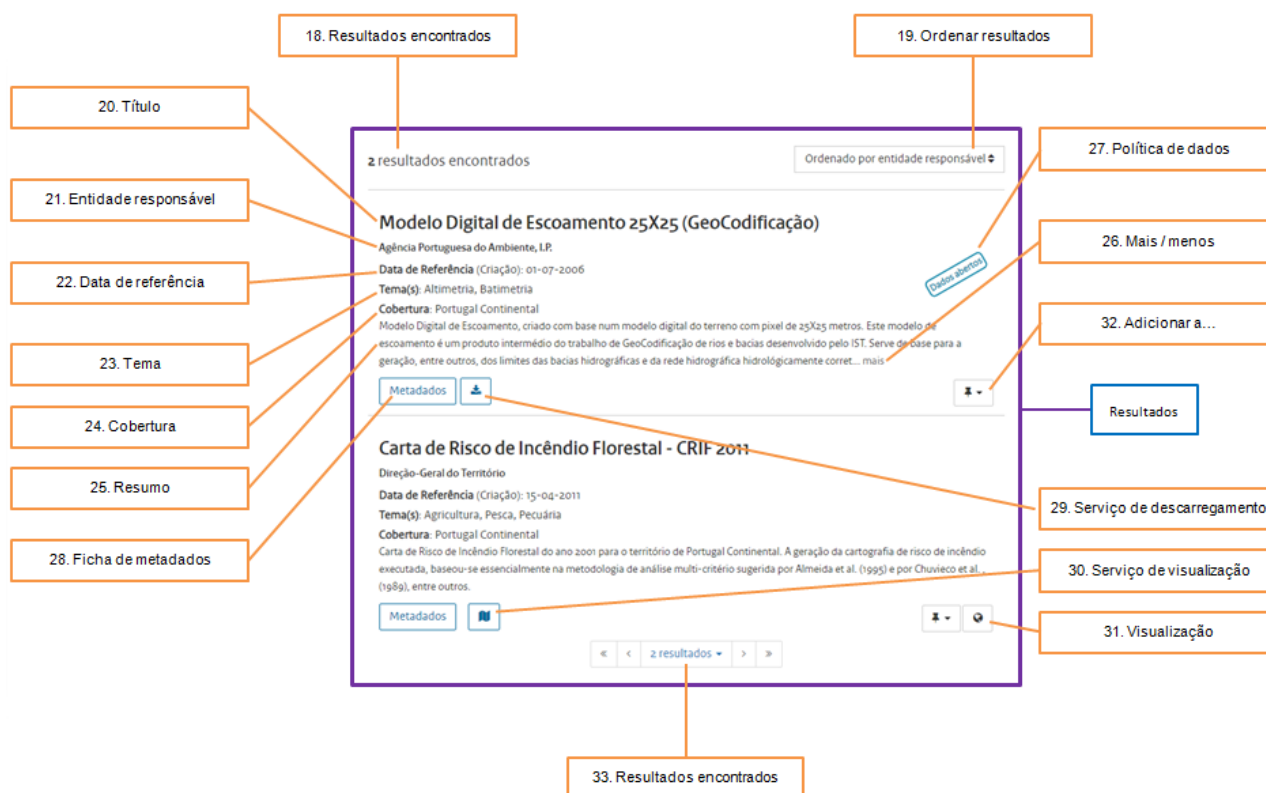 18. Resultados encontrados
19. Ordenar resultados
20. Título
21. Entidade responsável
22. Data de referência
23. Tema
24. Cobertura
25. Resumo
28. Ficha de metadados
2 resultados encontrados
Ordenado por entidade responsável
Modelo Digital de Escoamento 25X25 (GeoCodificação)
Agência Portuguesa do Ambiente, I.P.
Data de Referência (Criação): 01-07-2006
Tema(s): Altimetria, Batimetria
Cobertura: Portugal Continental
Modelo Digital de Escoamento, criado com base num modelo digital do terreno com pixel de 25X25 metros. Este modelo de
escoamento é um produto intermédio do trabalho de GeoCodificação de rios e bacias desenvolvido pelo IST. Serve de base para a
geração, entre outros, dos limites das bacias hidrográficas e da rede hidrográfica hidrológicamente corret... mais
Dados abertos
Metadados
Carta de Risco de Incêndio Florestal - CRIF 2011
Direção-Geral do Território
Data de Referência (Criação): 15-04-2011
Tema(s): Agricultura, Pesca, Pecuária
Cobertura: Portugal Continental
Carta de Risco de Incêndio Florestal do ano 2001 para o território de Portugal Continental. A geração da cartografia de risco de incêndio
executada, baseou-se essencialmente na metodologia de análise multi-critério sugerida por Almeida et al. (1995) e por Chuvieco et al. ,
(1989), entre outros.
Metadados
« < 2 resultados > »
27. Política de dados
26. Mais / menos
32. Adicionar a...
Resultados
29. Serviço de descarregamento
30. Serviço de visualização
31. Visualização
33. Resultados encontrados